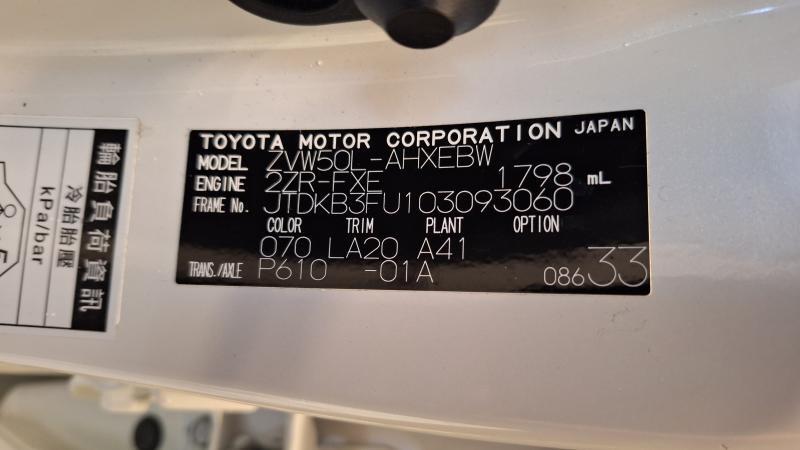 TOYOTA MOTOR CORPORATION JAPAN
MODEL ZVW50L-AHXEBW
ENGINE 2ZR-FXE 1798 mL
FRAME No. JTDKB3FU103093060
COLOR TRIM PLANT OPTION
070 LA20 A41
TRANS./AXLE P610 -01A 08633
輪胎負荷資訊
冷胎胎壓
kPa/bar